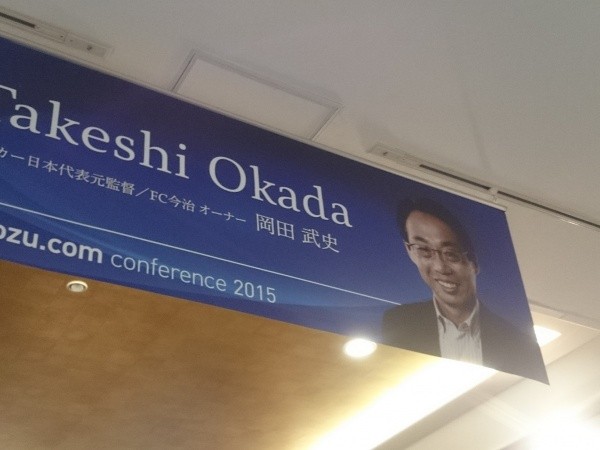 Takeshi Okada
カー日本代表元監督／FC今治 オーナー 岡田 武史
ozu.com conference 2015